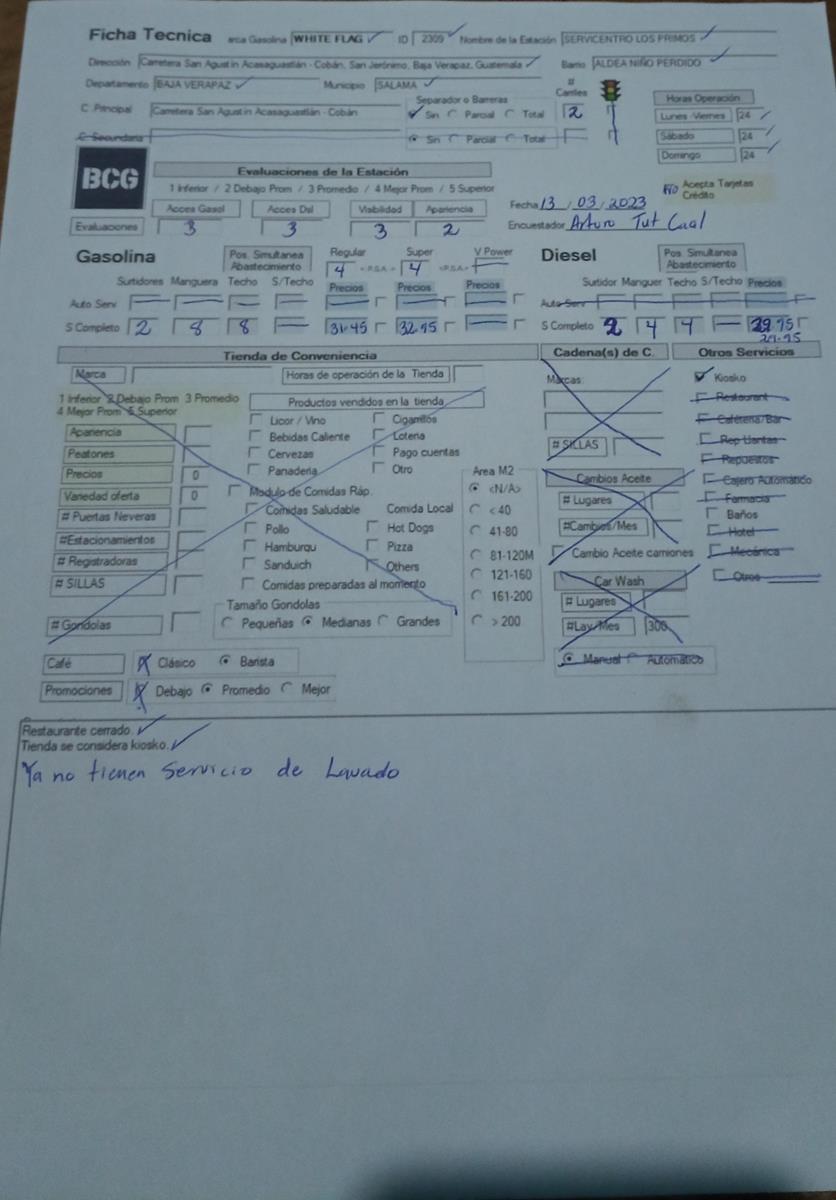 Ficha Tecnica arca Gasolina WHITE FLAG ID 2309 Nombre de la Estación SERVICENTRO LOS PRIMOS
Dirección Carretera San Agustin Acasaguastlán - Cobán, San Jerónimo, Baja Verapaz, Guatemala Barrio ALDEA NIÑO PERDIDO
Departamento BAJA VERAPAZ Municipio SALAMA # Carriles
C .Principal Carretera San Agustin Acasaguastlán - Cobán Separador o Barreras Sin Parcial Total 2
C Secundaria Sin Parcial Total
Horas Operación
Lunes -Viernes 24
Sábado 24
Domingo 24
BCG
Evaluaciones de la Estación
1 Inferior / 2 Debajo Prom / 3 Promedio / 4 Mejor Prom / 5 Superior
Acces Gasol Acces Dsl Visibilidad Apariencia
Evaluaciones 3 3 3 2
No Acepta Tarjetas Crédito
Fecha 13 / 03 / 2023
Encuestador Arturo Tut Caal
Gasolina Pos. Simultanea Abastecimiento Regular 4 Super 4 V Power
Surtidores Manguera Techo S/Techo Precios Precios Precios
Auto Serv
S Completo 2 8 8 31.45 32.95
Diesel Pos. Simultanea Abastecimiento
Surtidor Manguer Techo S/Techo Precios
Auto Serv
S Completo 2 4 4 29.95
29.95
Tienda de Conveniencia
Marca Horas de operación de la Tienda
1 Inferior 2 Debajo Prom 3 Promedio
4 Mejor Prom 5 Superior
Productos vendidos en la tienda
Apariencia
Peatones
Precios 0
Variedad oferta 0
# Puertas Neveras
#Estacionamientos
# Registradoras
# SILLAS
# Gondolas
Licor / Vino Cigarrillos
Bebidas Caliente Loteria
Cervezas Pago cuentas
Panaderia Otro
Modulo de Comidas Ráp.
Comidas Saludable Comida Local
Pollo Hot Dogs
Hamburqu Pizza
Sanduich Others
Comidas preparadas al momento
Tamaño Gondolas
Pequeñas Medianas Grandes
Area M2
<N/A>
< 40
41-80
81-120M
121-160
161-200
> 200
Cadena(s) de C.
Marcas
# SILLAS
Cambios Aceite
# Lugares
#Cambios/Mes
Cambio Aceite camiones
Car Wash
# Lugares
#Lav/Mes 300
Manual Automático
Otros Servicios
Kiosko
Restaurant
Cafeteria/Bar
Rep Llantas
Repuestos
Cajero Automático
Farmacia
Baños
Hotel
Mecánica
Otros
Café Clásico Barista
Promociones Debajo Promedio Mejor
Restaurante cerrado.
Tienda se considera kiosko.
Ya no tienen servicio de Lavado